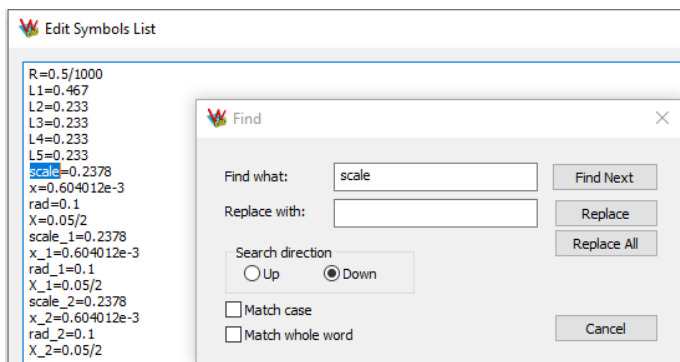 Edit Symbols List
R=0.5/1000
L1=0.467
L2=0.233
L3=0.233
L4=0.233
L5=0.233
scale=0.2378
x=0.604012e-3
rad=0.1
X=0.05/2
scale_1=0.2378
x_1=0.604012e-3
rad_1=0.1
X_1=0.05/2
scale_2=0.2378
x_2=0.604012e-3
rad_2=0.1
X_2=0.05/2
Find
Find what: scale Find Next
Replace with: Replace
Replace All
Search direction
Up Down
Match case
Match whole word
Cancel